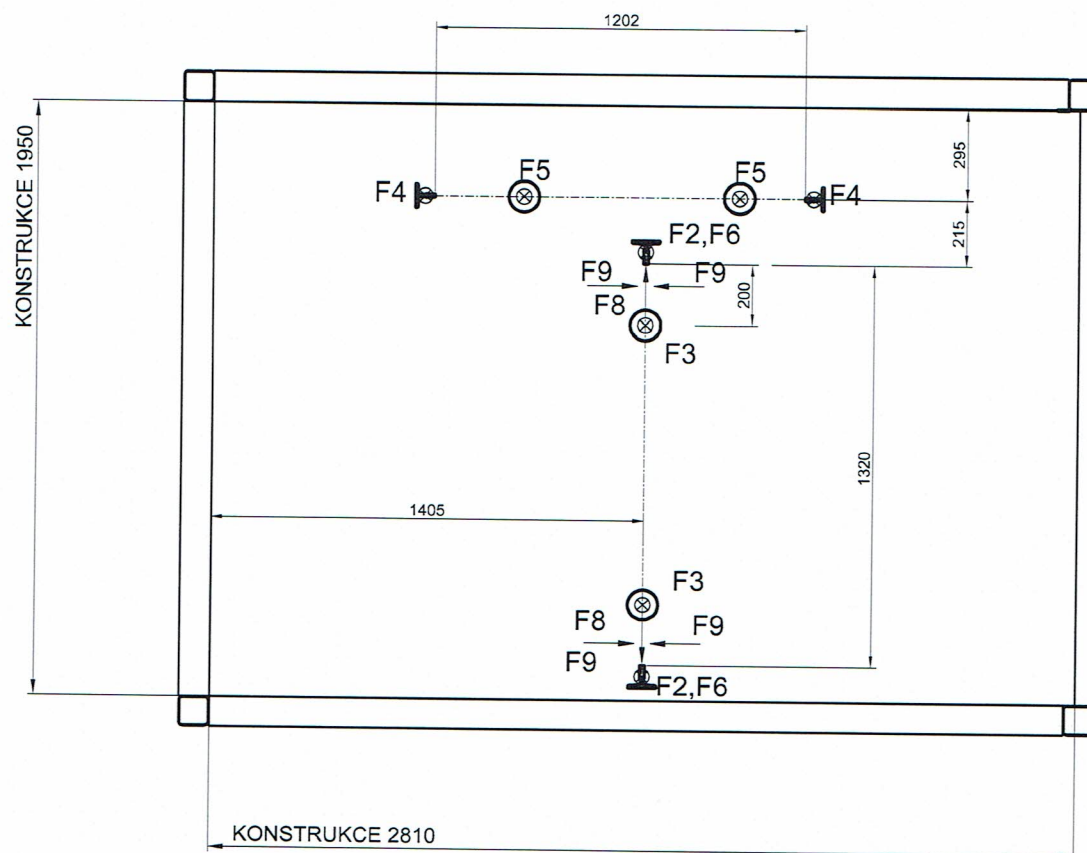 1202
KONSTRUKCE 1950
295
F4
F5
F5
F4
F2,F6
215
F9
F9
200
F8
F3
1320
1405
F3
F8
F9
F9
F2,F6
KONSTRUKCE 2810